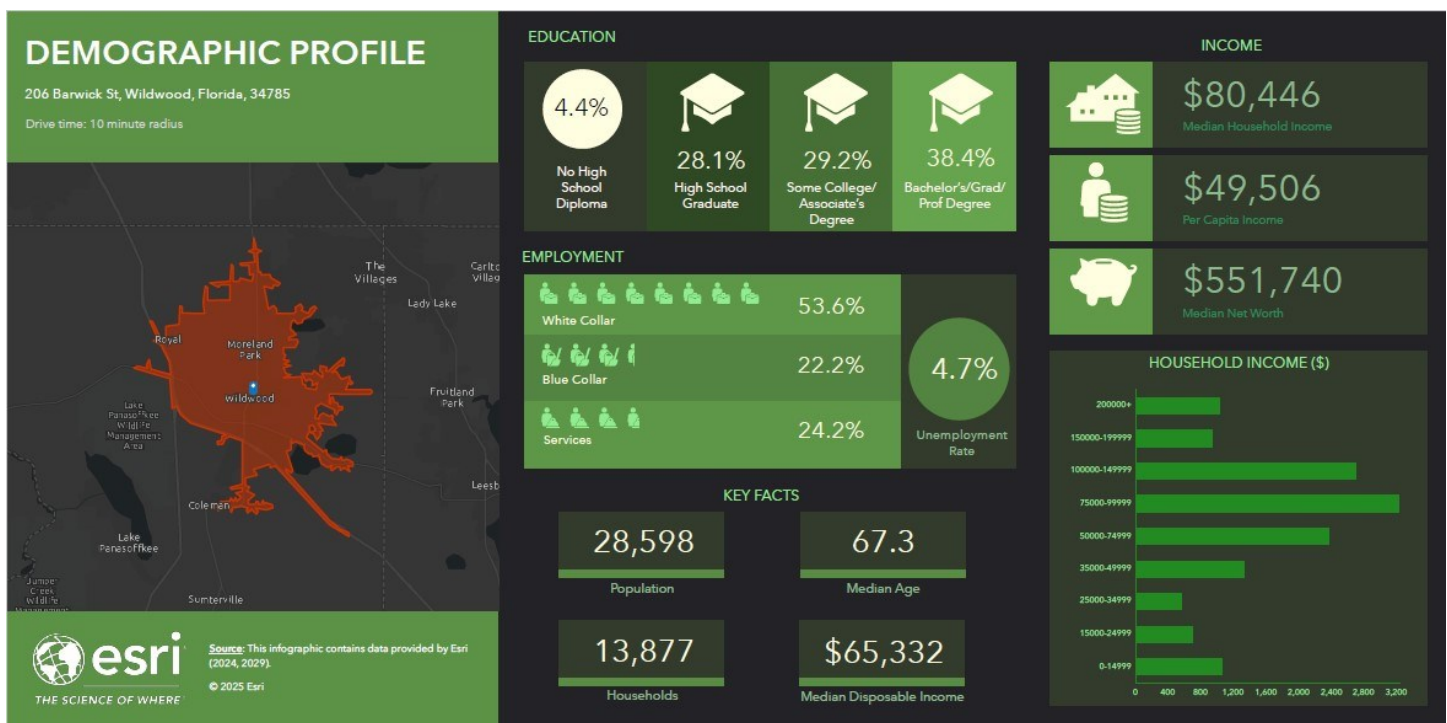 DEMOGRAPHIC PROFILE
206 Barwick St, Wildwood, Florida, 34785
Drive time: 10 minute radius
The
Villages
Carlto
Villag
Lady Lake
Royal
Moreland
Park
wildwood
Fruitland
Park
Lake
Panasoffkee
Wildlife
Management
Area
Leesb
Coleman
Lake
Panasoffkee
Jumper
Creek
Wildlife
Management
Sumterville
esri
THE SCIENCE OF WHERE
Source: This infographic contains data provided by Esri
(2024, 2029).
© 2025 Esri
EDUCATION
4.4%
No High
School
Diploma
28.1%
High School
Graduate
29.2%
Some College/
Associate's
Degree
38.4%
Bachelor's/Grad/
Prof Degree
EMPLOYMENT
White Collar
53.6%
Blue Collar
22.2%
Services
24.2%
4.7%
Unemployment
Rate
KEY FACTS
28,598
Population
67.3
Median Age
13,877
Households
$65,332
Median Disposable Income
INCOME
$80,446
Median Household Income
$49,506
Per Capita Income
$551,740
Median Net Worth
HOUSEHOLD INCOME ($)
200000+
150000-199999
100000-149999
75000-99999
50000-74999
35000-49999
25000-34999
15000-24999
0-14999
0 400 800 1,200 1,600 2,000 2,400 2,800 3,200